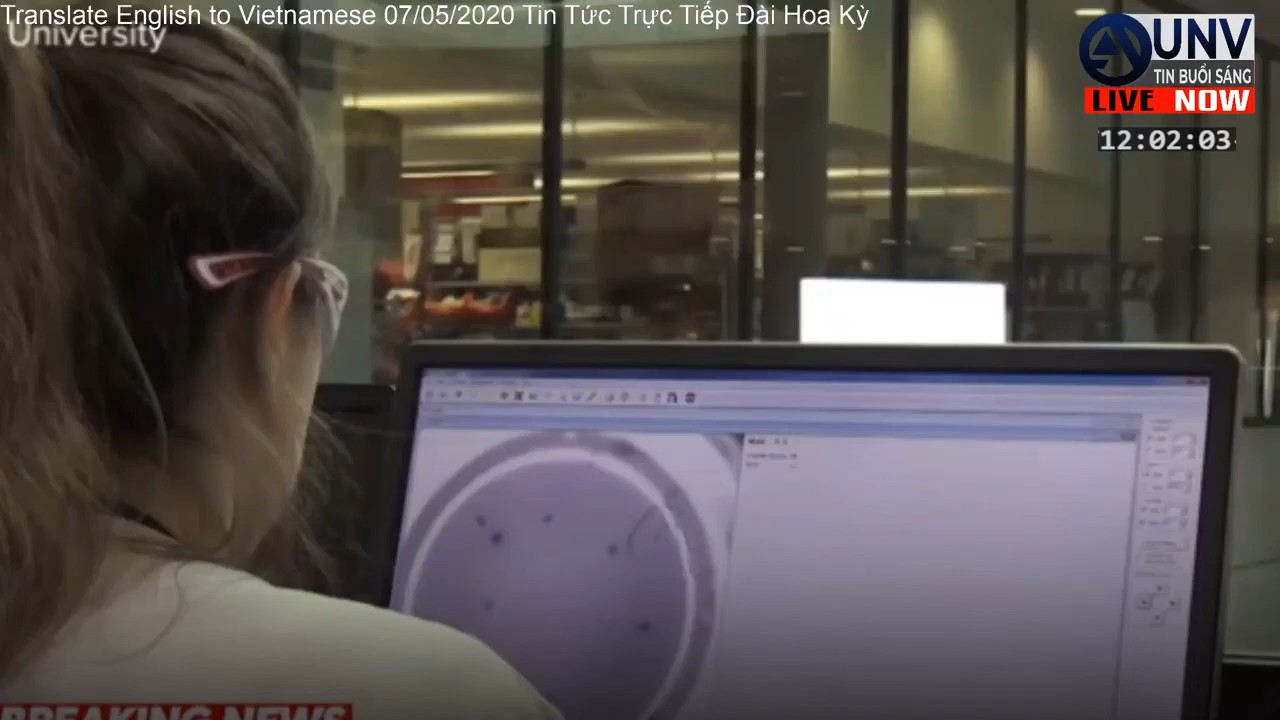 Translate English to Vietnamese 07/05/2020 Tin Tức Trực Tiếp Đài Hoa Kỳ
University
UNV
TIN BUỔI SÁNG
LIVE NOW
12:02:03
BREAKING NEWS